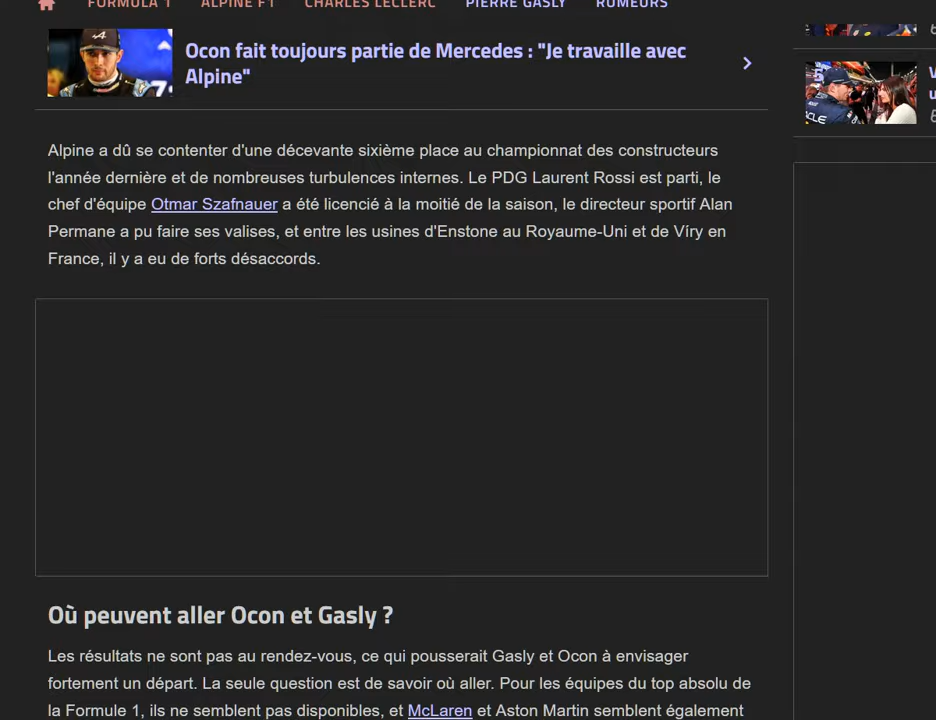 FORMULA 1 ALPINE F1 CHARLES LECLERC PIERRE GASLY RUMEURS
Ocon fait toujours partie de Mercedes : "Je travaille avec
Alpine"
Alpine a dû se contenter d'une décevante sixième place au championnat des constructeurs
l'année dernière et de nombreuses turbulences internes. Le PDG Laurent Rossi est parti, le
chef d'équipe Otmar Szafnauer a été licencié à la moitié de la saison, le directeur sportif Alan
Permane a pu faire ses valises, et entre les usines d'Enstone au Royaume-Uni et de Víry en
France, il y a eu de forts désaccords.
Où peuvent aller Ocon et Gasly ?
Les résultats ne sont pas au rendez-vous, ce qui pousserait Gasly et Ocon à envisager
fortement un départ. La seule question est de savoir où aller. Pour les équipes du top absolu de
la Formule 1, ils ne semblent pas disponibles, et McLaren et Aston Martin semblent également